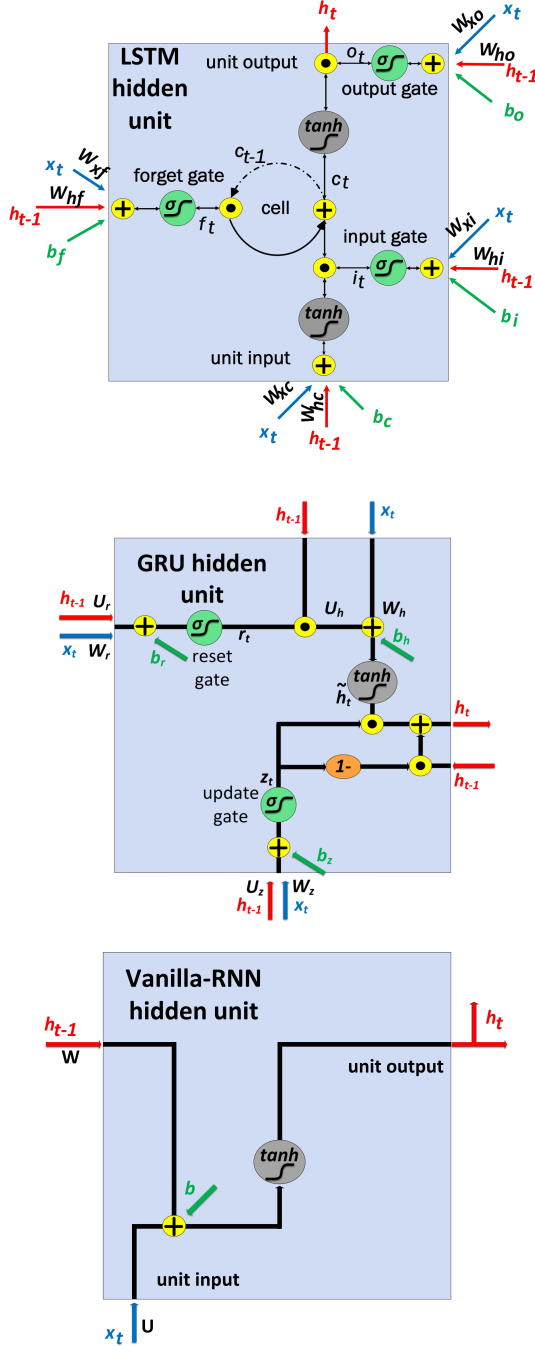 h_t
LSTM
hidden
unit
unit output
o_t
σ
+
W_xo
x_t
W_ho
h_t-1
b_o
output gate
tanh
c_t-1
c_t
x_t
W_xf
forget gate
W_hf
h_t-1
b_f
+
σ
f_t
cell
+
input gate
W_xi
x_t
W_hi
h_t-1
b_i
i_t
σ
+
tanh
unit input
+
W_xc
x_t
W_hc
h_t-1
b_c
h_t-1
x_t
GRU hidden
unit
h_t-1 U_r
x_t W_r
+
σ
r_t
U_h
W_h
+
b_r
reset
gate
b_h
tanh
h̃_t
+
h_t
1-
h_t-1
z_t
update
gate
σ
+
b_z
U_z W_z
h_t-1 x_t
Vanilla-RNN
hidden unit
h_t-1
W
h_t
unit output
tanh
b
+
unit input
x_t U